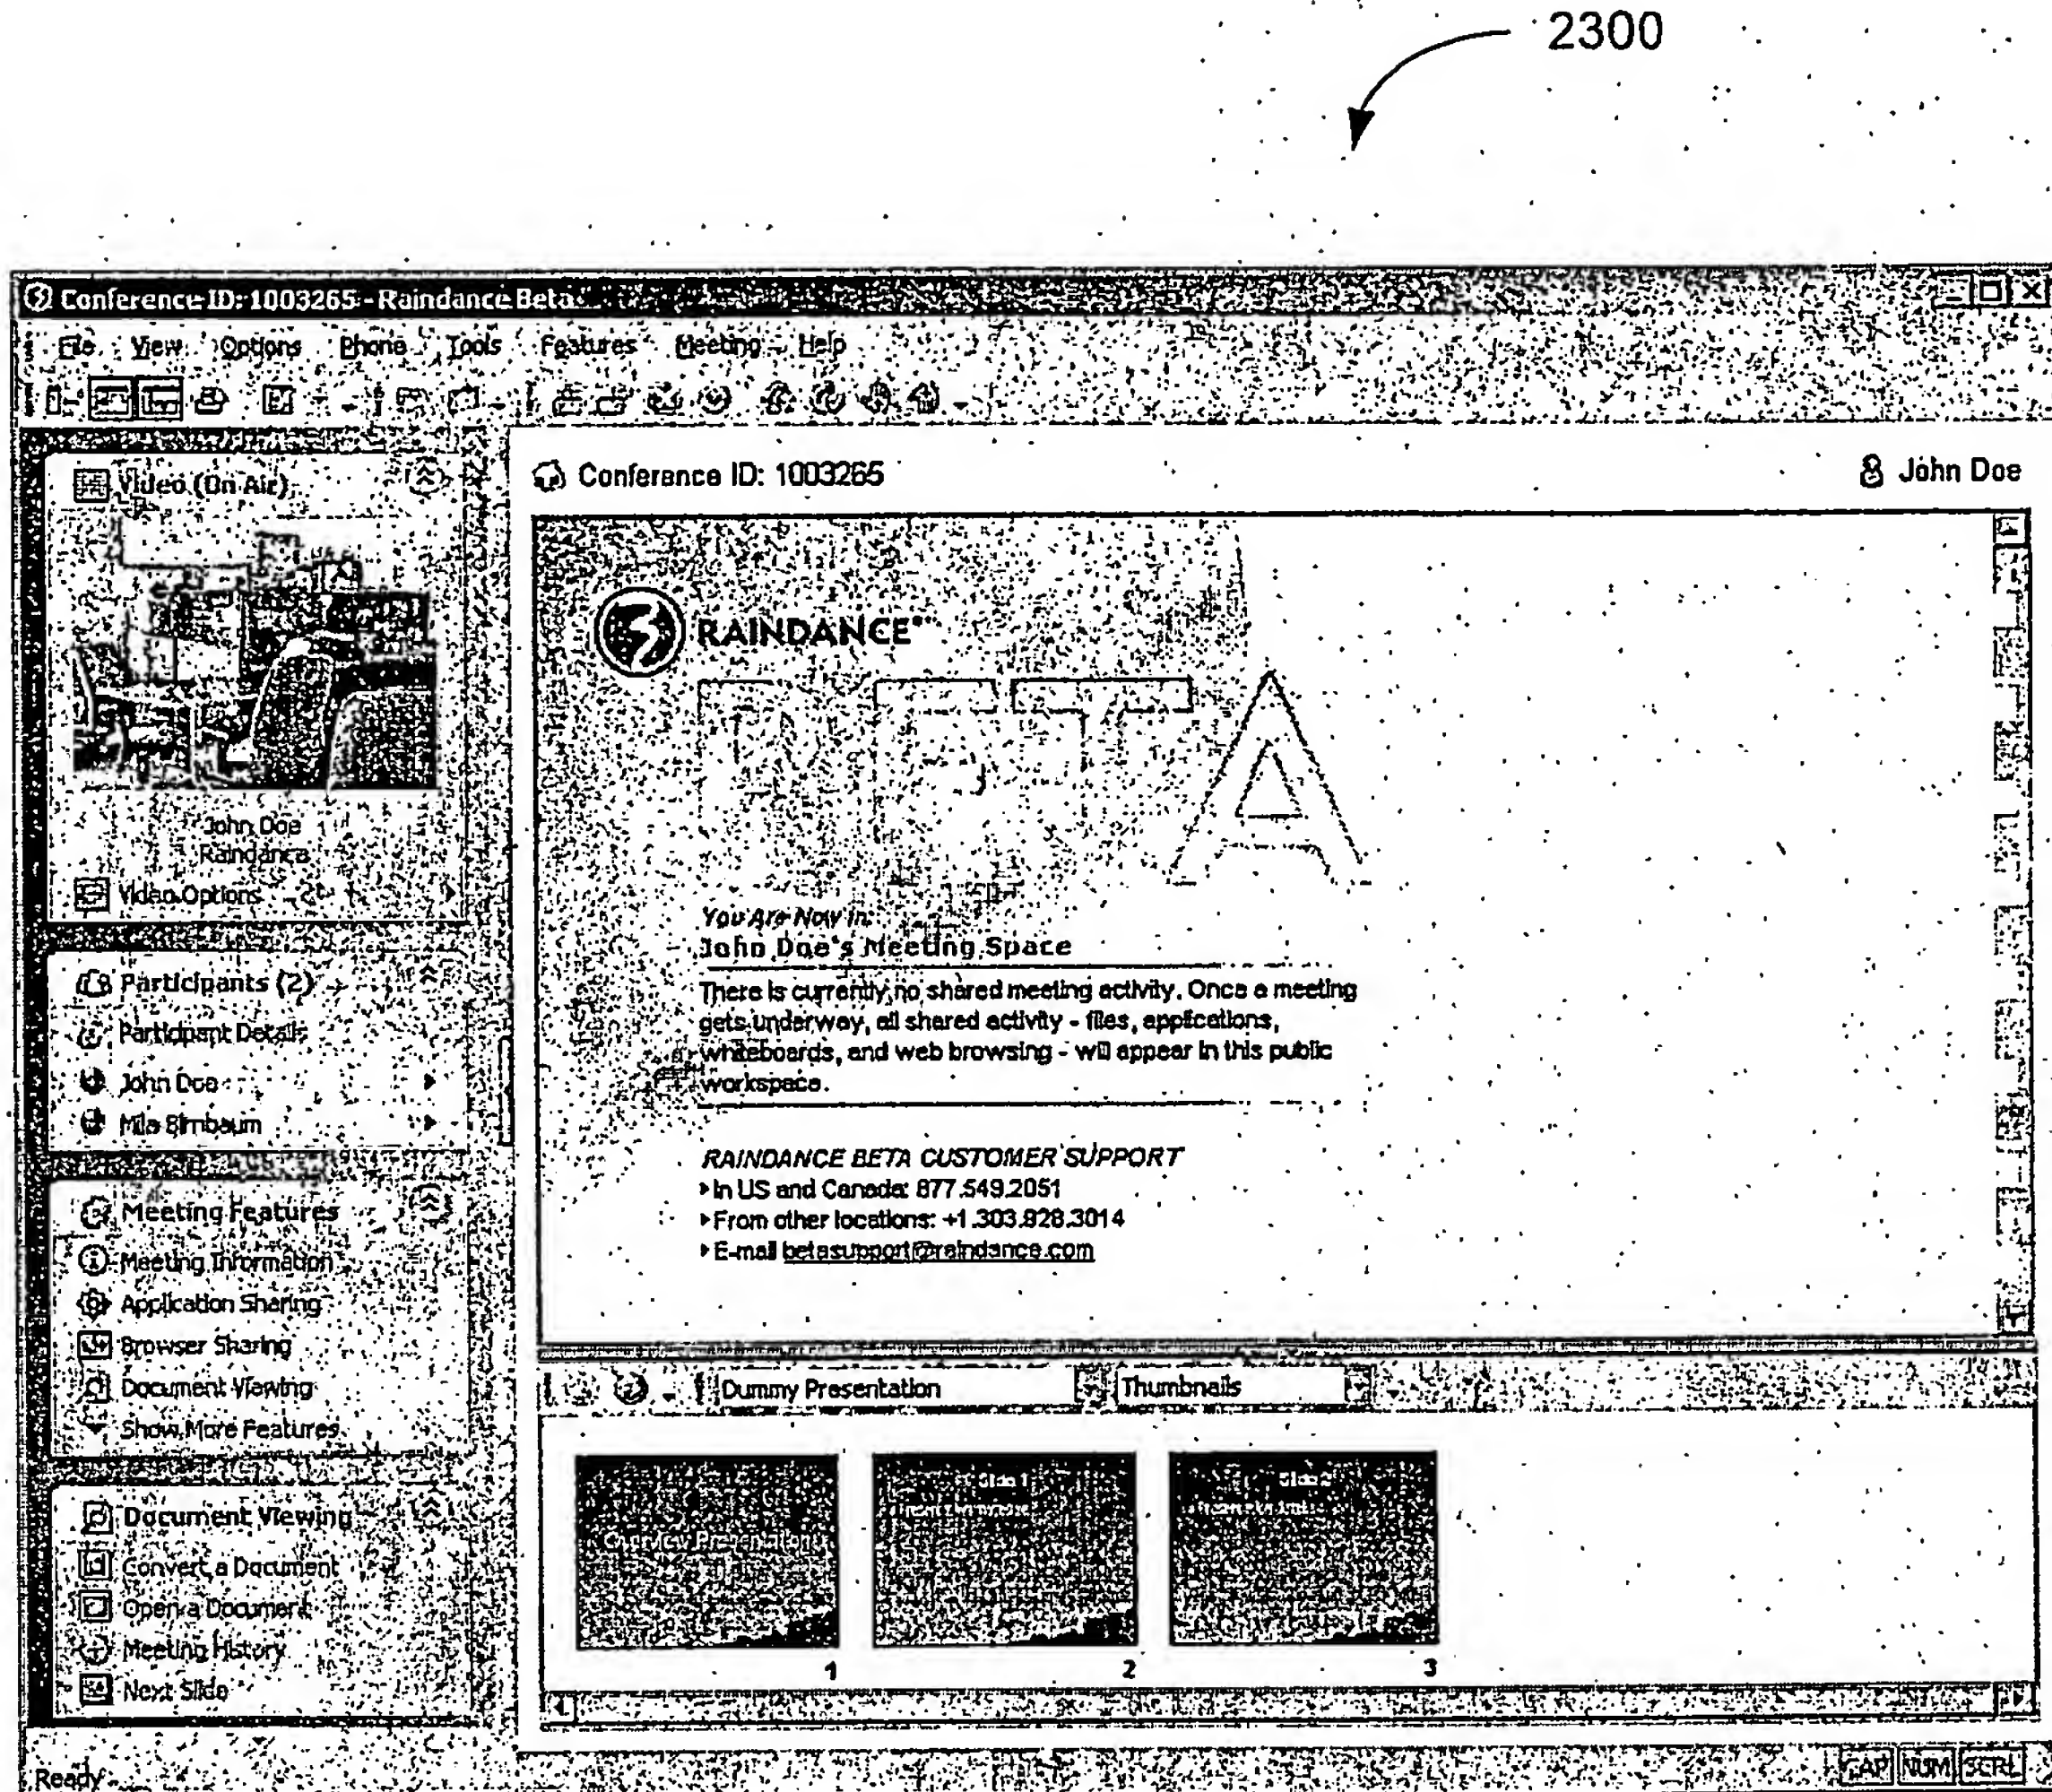 2300
Conference ID: 1003265 - Raindance Beta
File View Options Phone Tools Features Meeting Help
Video (On Air)
John Doe
Raindance
Video Options
Participants (2)
Participant Details
John Doe
Mila Birnbaum
Meeting Features
Meeting Information
Application Sharing
Browser Sharing
Document Viewing
Show More Features
Document Viewing
Convert a Document
Open a Document
Meeting History
Next Slide
Conference ID: 1003265
John Doe
RAINDANCE
BETA
You Are Now in:
John Doe's Meeting Space
There is currently no shared meeting activity. Once a meeting
gets underway, all shared activity - files, applications,
whiteboards, and web browsing - will appear in this public
workspace.
RAINDANCE BETA CUSTOMER SUPPORT
In US and Canada: 877.549.2051
From other locations: +1.303.928.3014
E-mail betasupport@raindance.com
Dummy Presentation
Thumbnails
Overview Presentation
Slide 1
Slide 2
1 2 3
Ready
CAP NUM SCRL